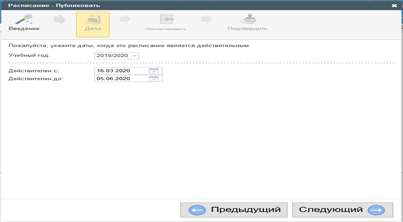 Расписание - Публиковать
Введение
Даты
Подтвердить
Пожалуйста, укажите даты, когда это расписание является действительным
Учебный год: 2019/2020
Действителен с: 16.03.2020
Действителен до: 05.06.2020
Предыдущий Следующий